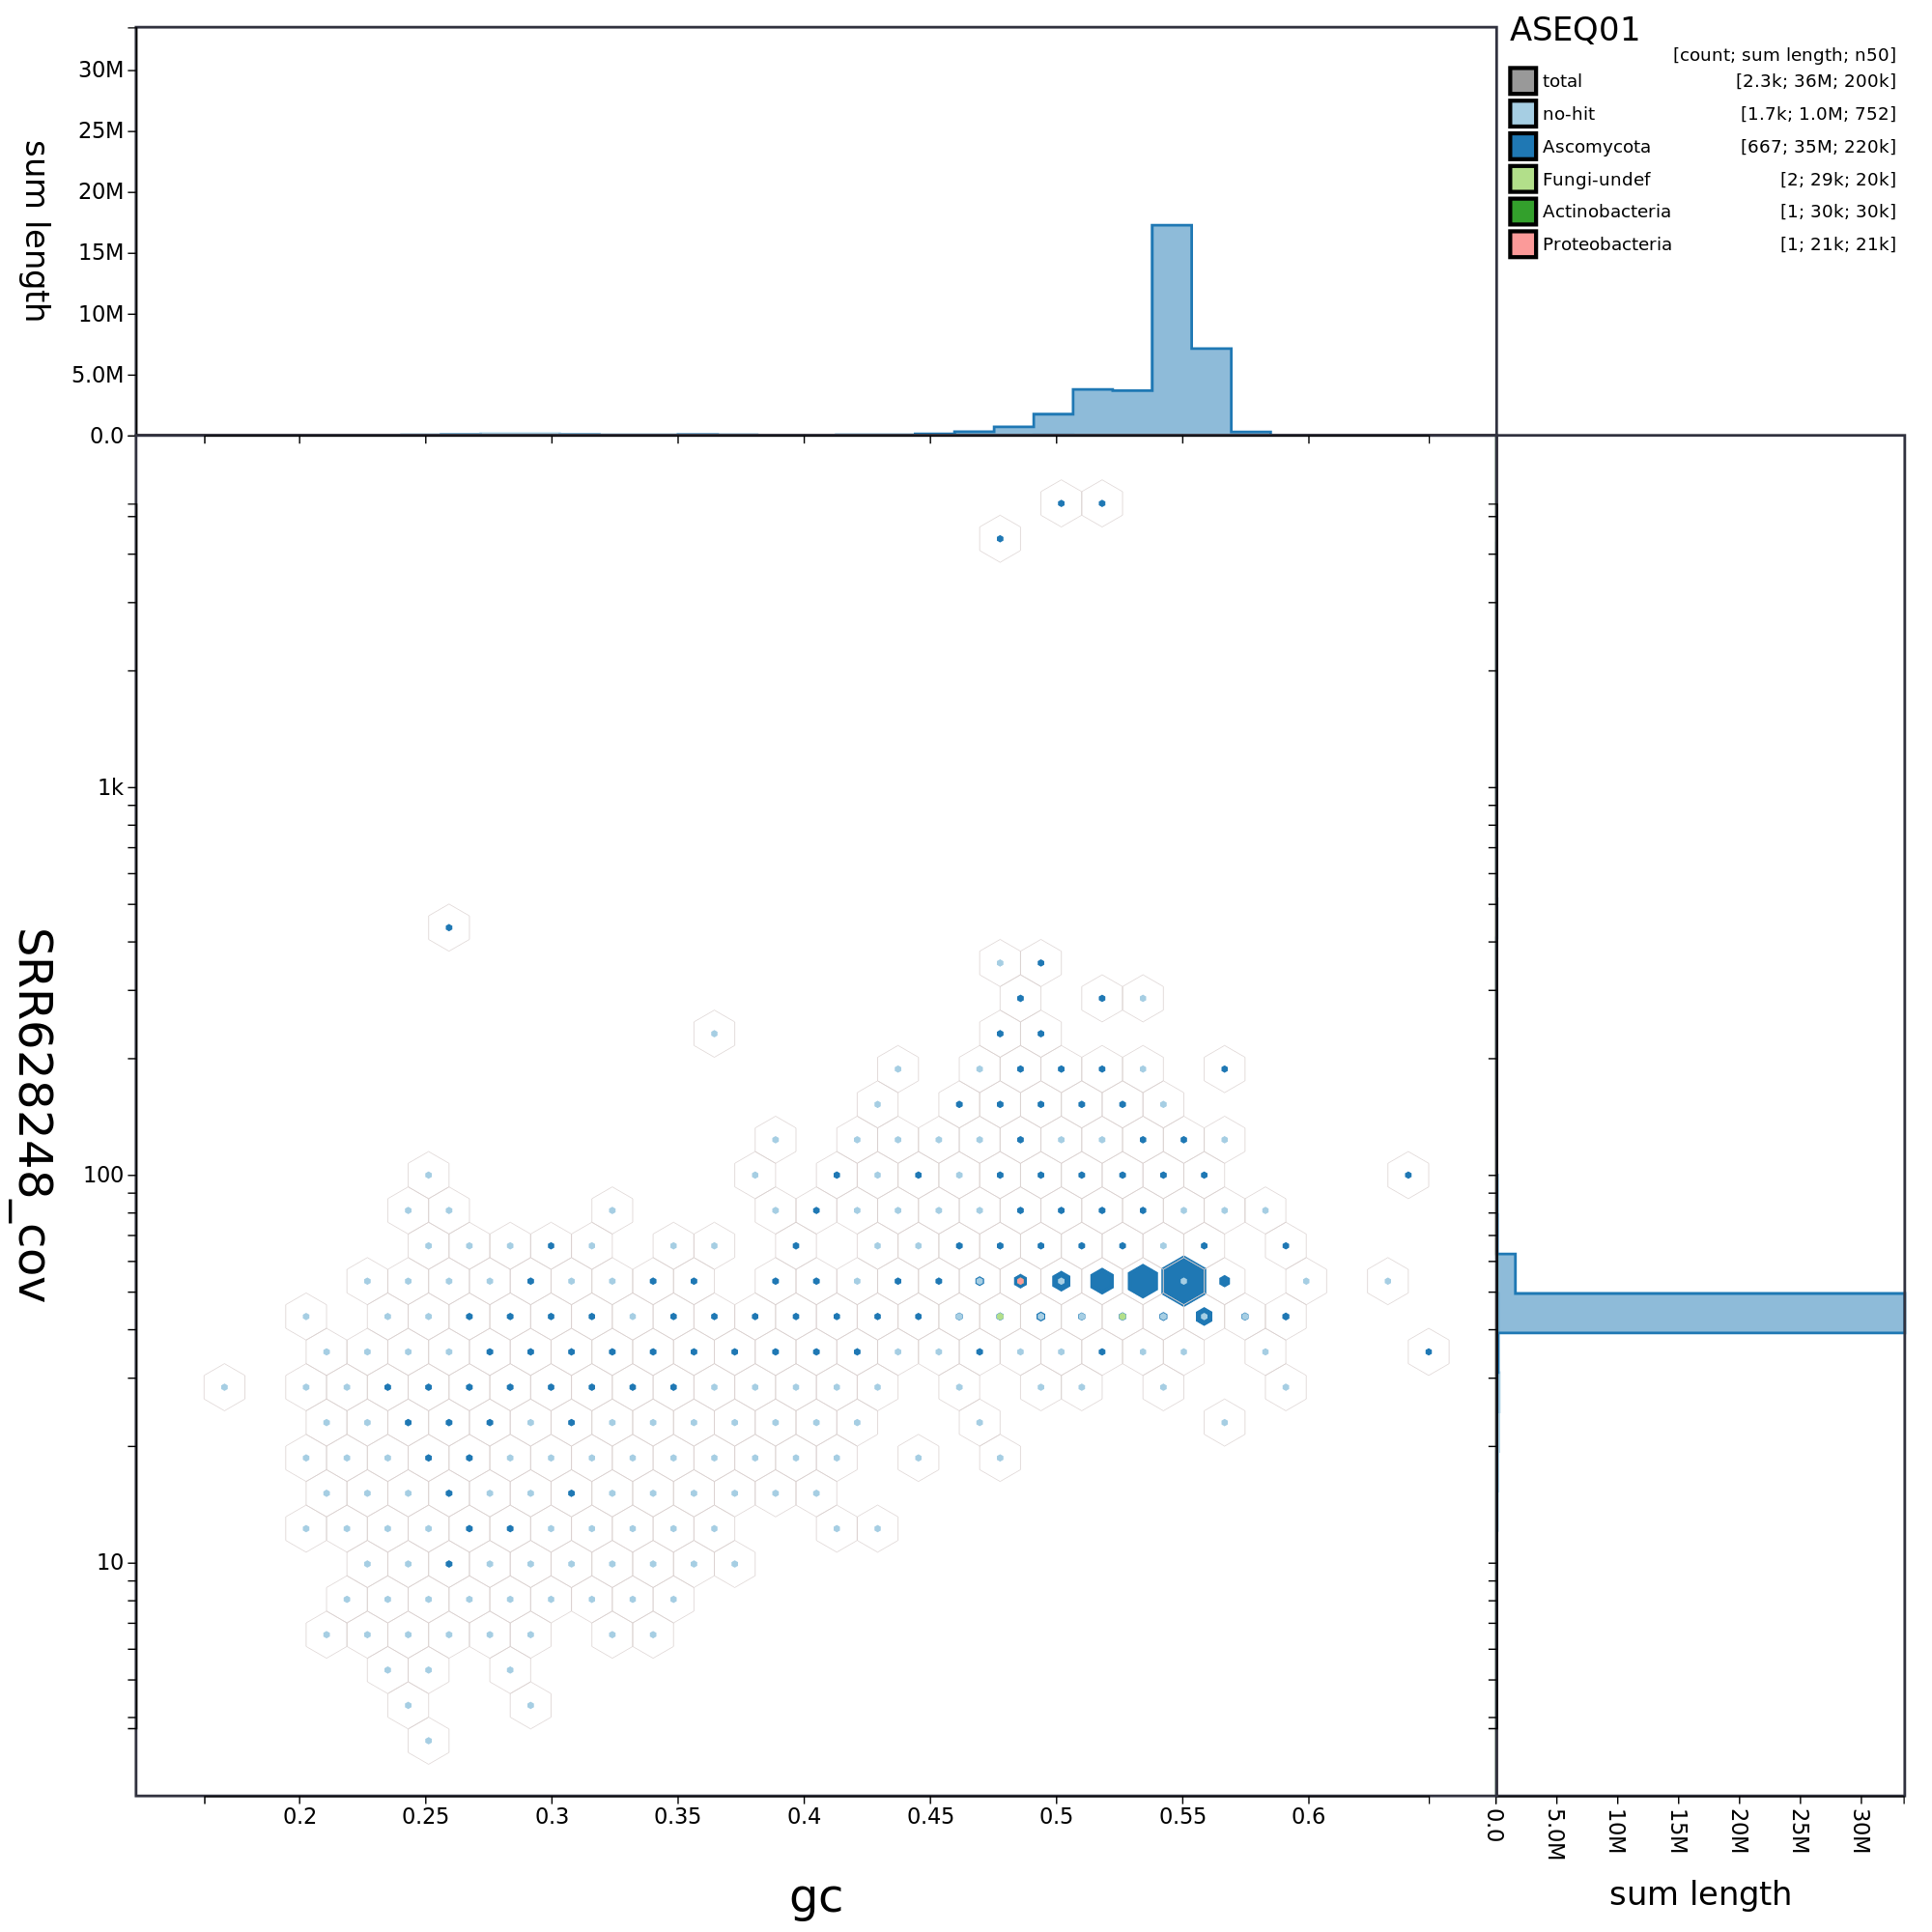 ASEQ01
[count; sum length; n50]
total [2.3k; 36M; 200k]
no-hit [1.7k; 1.0M; 752]
Ascomycota [667; 35M; 220k]
Fungi-undef [2; 29k; 20k]
Actinobacteria [1; 30k; 30k]
Proteobacteria [1; 21k; 21k]
sum length
30M
25M
20M
15M
10M
5.0M
0.0
SRR628248_cov
1k
100
10
0.2 0.25 0.3 0.35 0.4 0.45 0.5 0.55 0.6
gc
0.0 5.0M 10M 15M 20M 25M 30M
sum length